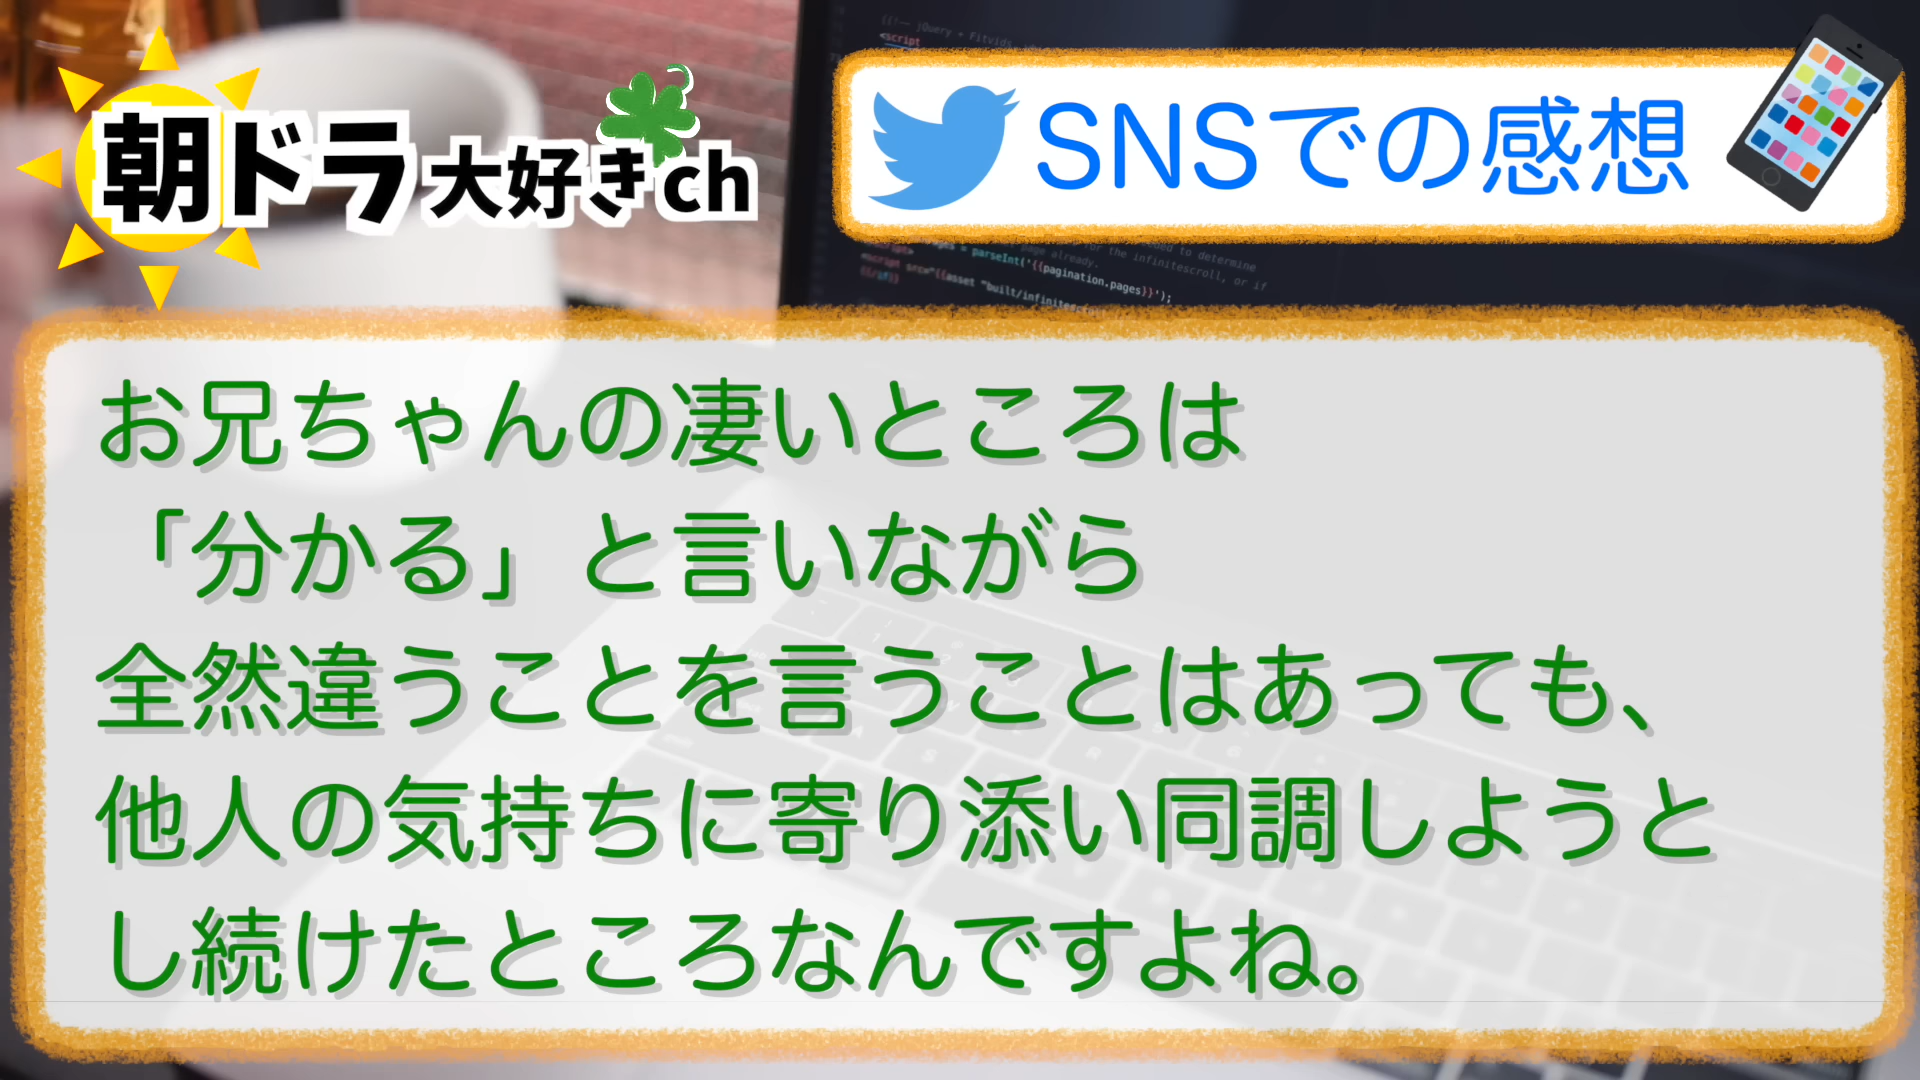 朝ドラ大好きch
SNSでの感想
<script
parseInt('{{pagination.pages}}');
お兄ちゃんの凄いところは
「分かる」と言いながら
全然違うことを言うことはあっても、
他人の気持ちに寄り添い同調しようと
し続けたところなんですよね。